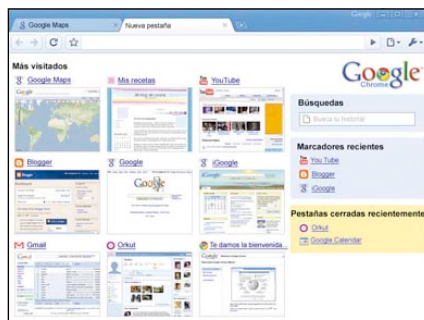 Google
Google Maps
Nueva pestaña
Más visitados
Google Maps
Mis recetas
YouTube
Blogger
Google
iGoogle
Gmail
Orkut
Te damos la bienvenida...
Google
Chrome
Búsquedas
Busca tu historial
Marcadores recientes
You Tube
Blogger
iGoogle
Pestañas cerradas recientemente
Orkut
Google Calendar